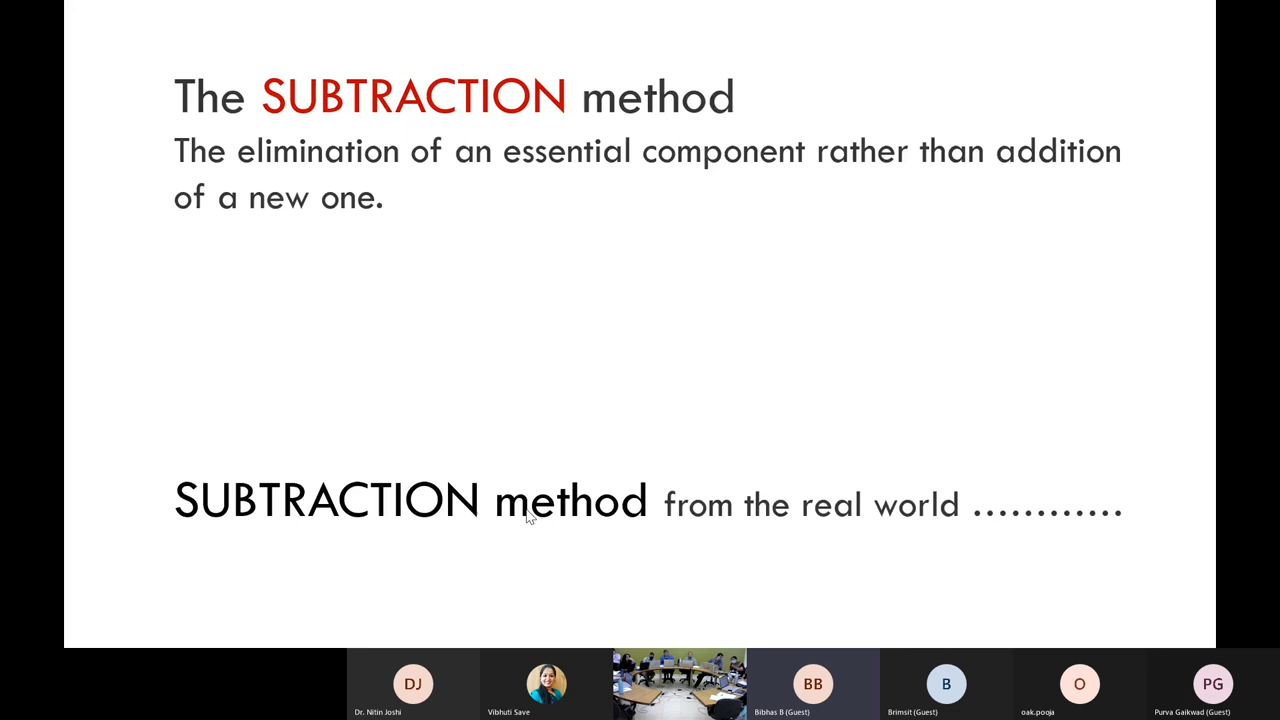 The SUBTRACTION method
The elimination of an essential component rather than addition
of a new one.
SUBTRACTION method from the real world ............
DJ
BB
B
O
PG
Dr. Nitin Joshi
Vibhuti Save
Bibhas B (Guest)
Brimsit (Guest)
oak.pooja
Purva Gaikwad (Guest)